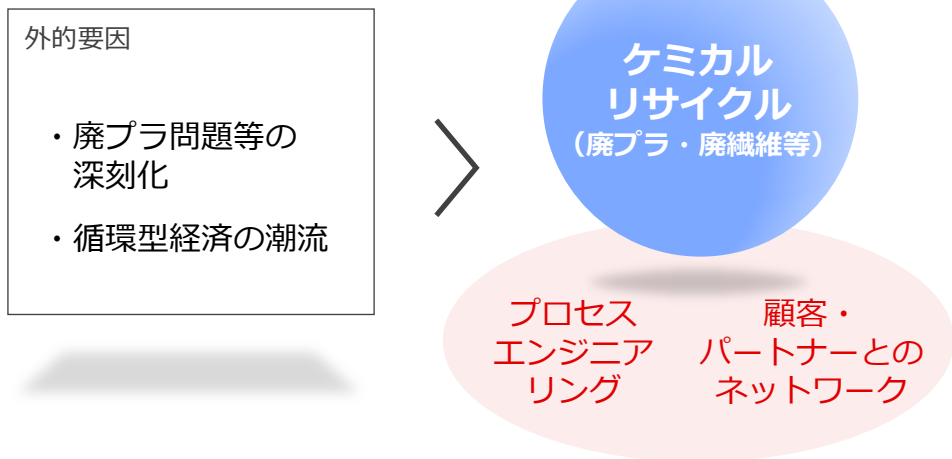 外的要因
・廃プラ問題等の
深刻化
・循環型経済の潮流
ケミカル
リサイクル
（廃プラ・廃繊維等）
プロセス
エンジニア
リング
顧客・
パートナーとの
ネットワーク